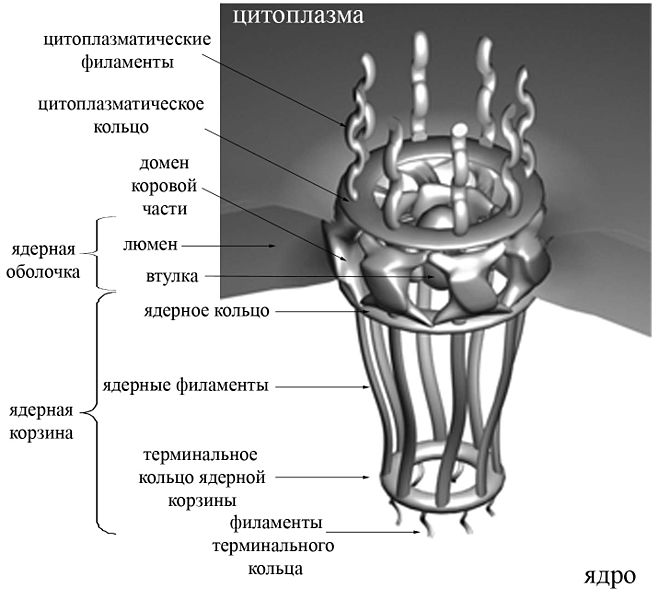 цитоплазма
цитоплазматические
филаменты
цитоплазматическое
кольцо
домен
коровой
части
ядерная
оболочка
люмен
втулка
ядерное кольцо
ядерные филаменты
ядерная
корзина
терминальное
кольцо ядерной
корзины
филаменты
терминального
кольца
ядро